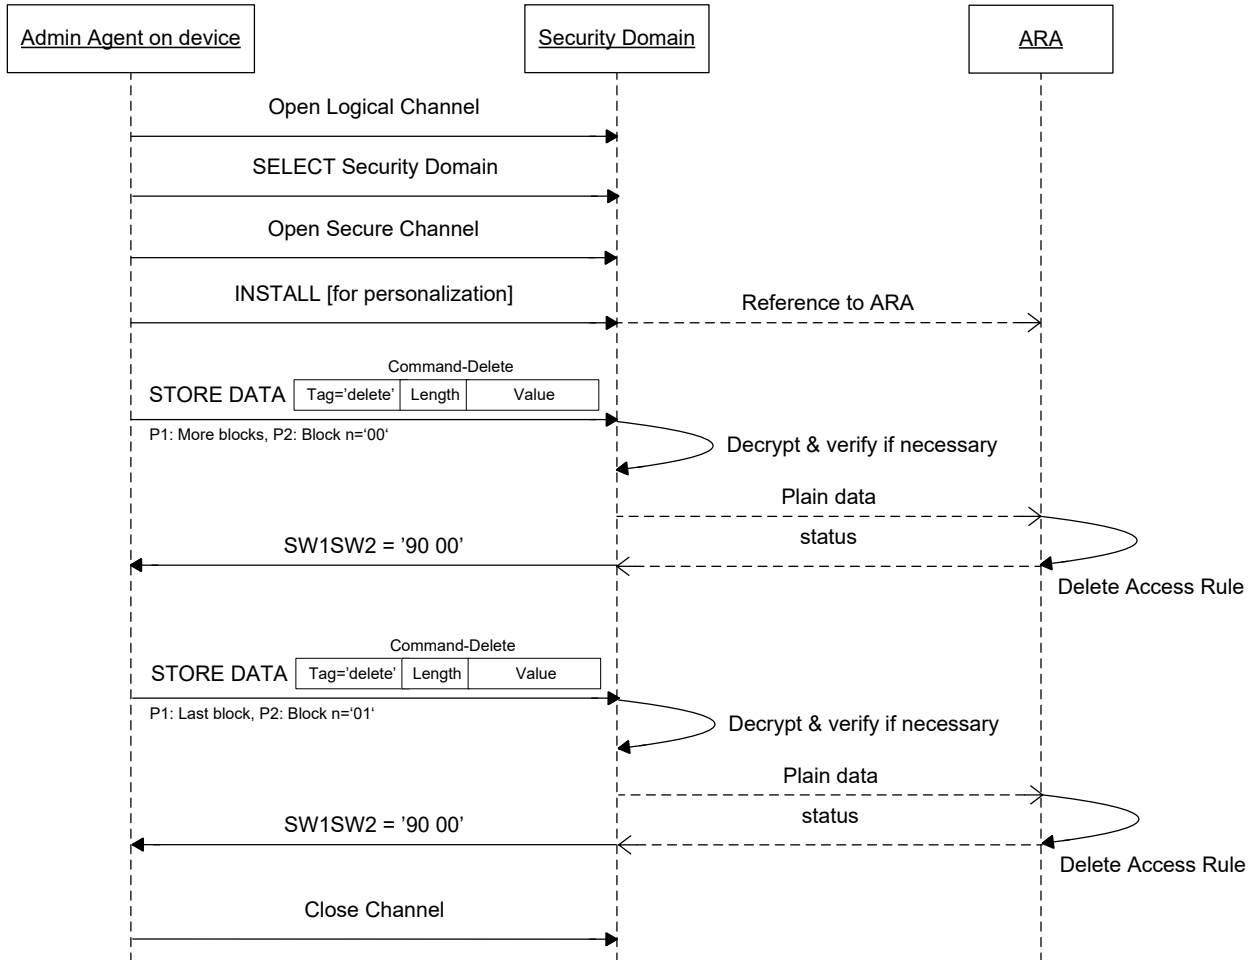 Admin Agent on device
Security Domain
ARA
Open Logical Channel
SELECT Security Domain
Open Secure Channel
INSTALL [for personalization]
Reference to ARA
Command-Delete
STORE DATA Tag=’delete’ Length Value
P1: More blocks, P2: Block n=‘00‘
Decrypt & verify if necessary
Plain data
status
SW1SW2 = ’90 00’
Delete Access Rule
Command-Delete
STORE DATA Tag=’delete’ Length Value
P1: Last block, P2: Block n=‘01‘
Decrypt & verify if necessary
Plain data
status
SW1SW2 = ’90 00’
Delete Access Rule
Close Channel